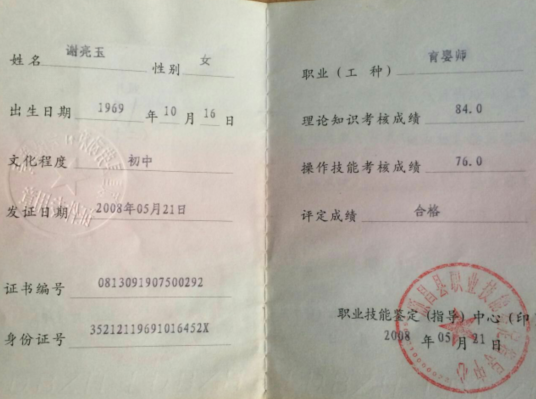 姓名 谢亮玉 性别 女
出生日期 1969 年 10 月 16 日
文化程度 初中
发证日期 2008年05月21日
证书编号 0813091907500292
身份证号 35212119691016452X
职业（工 种） 育婴师
理论知识考核成绩 84.0
操作技能考核成绩 76.0
评定成绩 合格
职业技能鉴定（指导）中心（印
2008 年 05 月 21 日